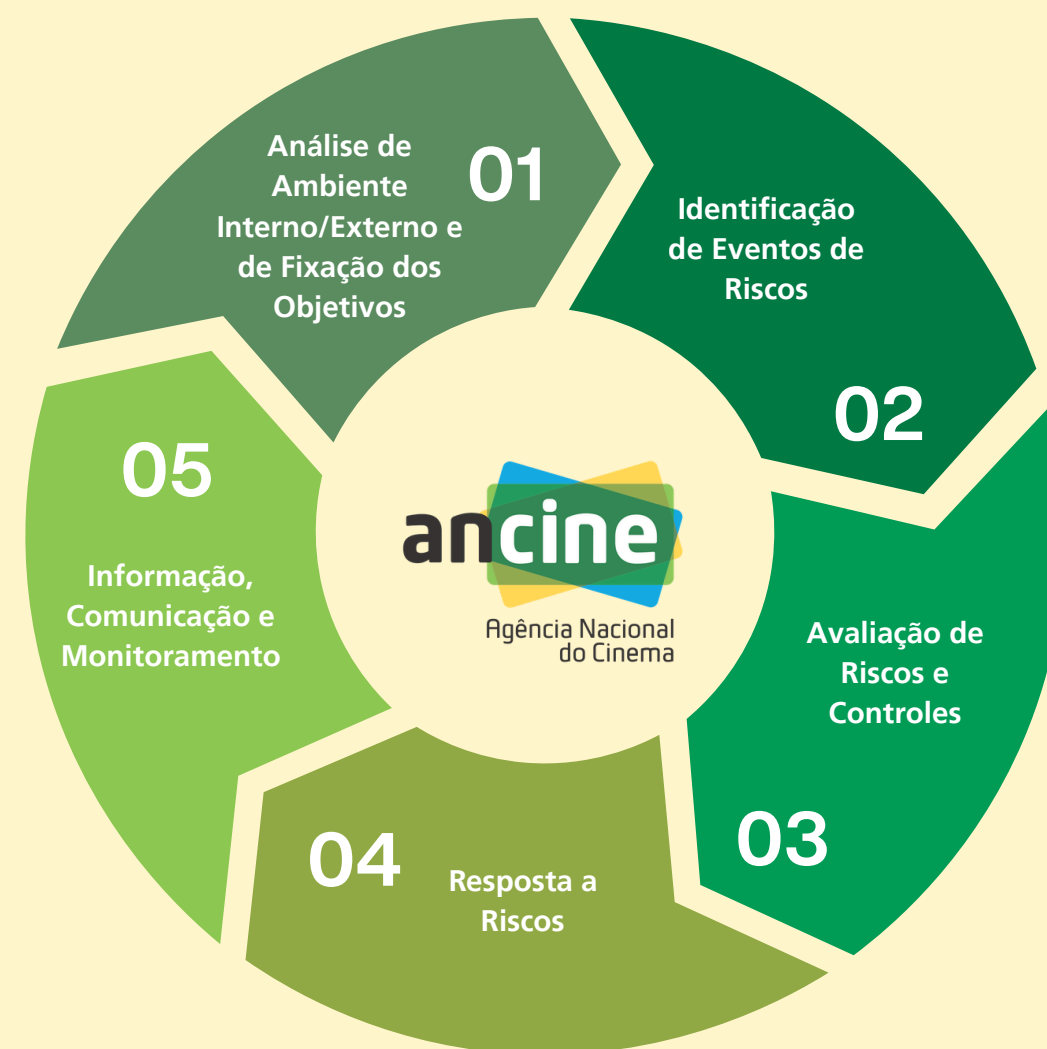 01
Análise de
Ambiente
Interno/Externo e
de Fixação dos
Objetivos
Identificação
de Eventos de
Riscos
02
Avaliação de
Riscos e
Controles
03
04
Resposta a
Riscos
05
Informação,
Comunicação e
Monitoramento
ancine
Agência Nacional
do Cinema